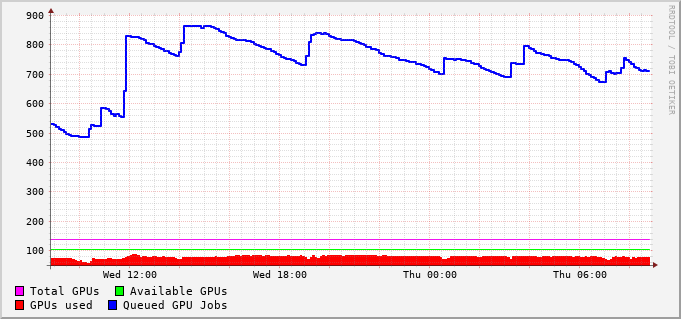 900
800
700
600
500
400
300
200
100
Wed 12:00 Wed 18:00 Thu 00:00 Thu 06:00
Total GPUs Available GPUs
GPUs used Queued GPU Jobs
RRDTOOL / TOBI OETIKER